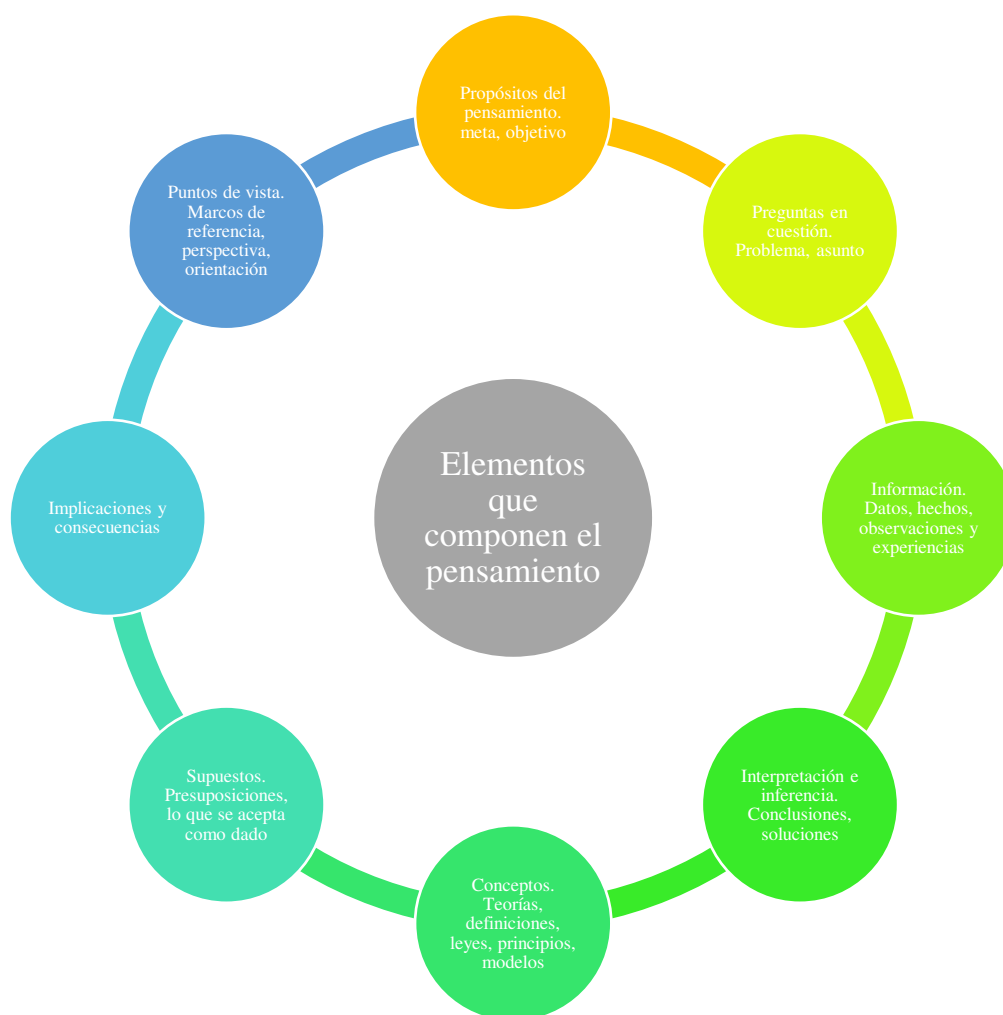 Propósitos del
pensamiento.
meta, objetivo
Preguntas en
cuestión.
Problema, asunto
Información.
Datos, hechos,
observaciones y
experiencias
Interpretación e
inferencia.
Conclusiones,
soluciones
Conceptos.
Teorías,
definiciones,
leyes, principios,
modelos
Supuestos.
Presuposiciones,
lo que se acepta
como dado
Implicaciones y
consecuencias
Puntos de vista.
Marcos de
referencia,
perspectiva,
orientación
Elementos
que
componen el
pensamiento